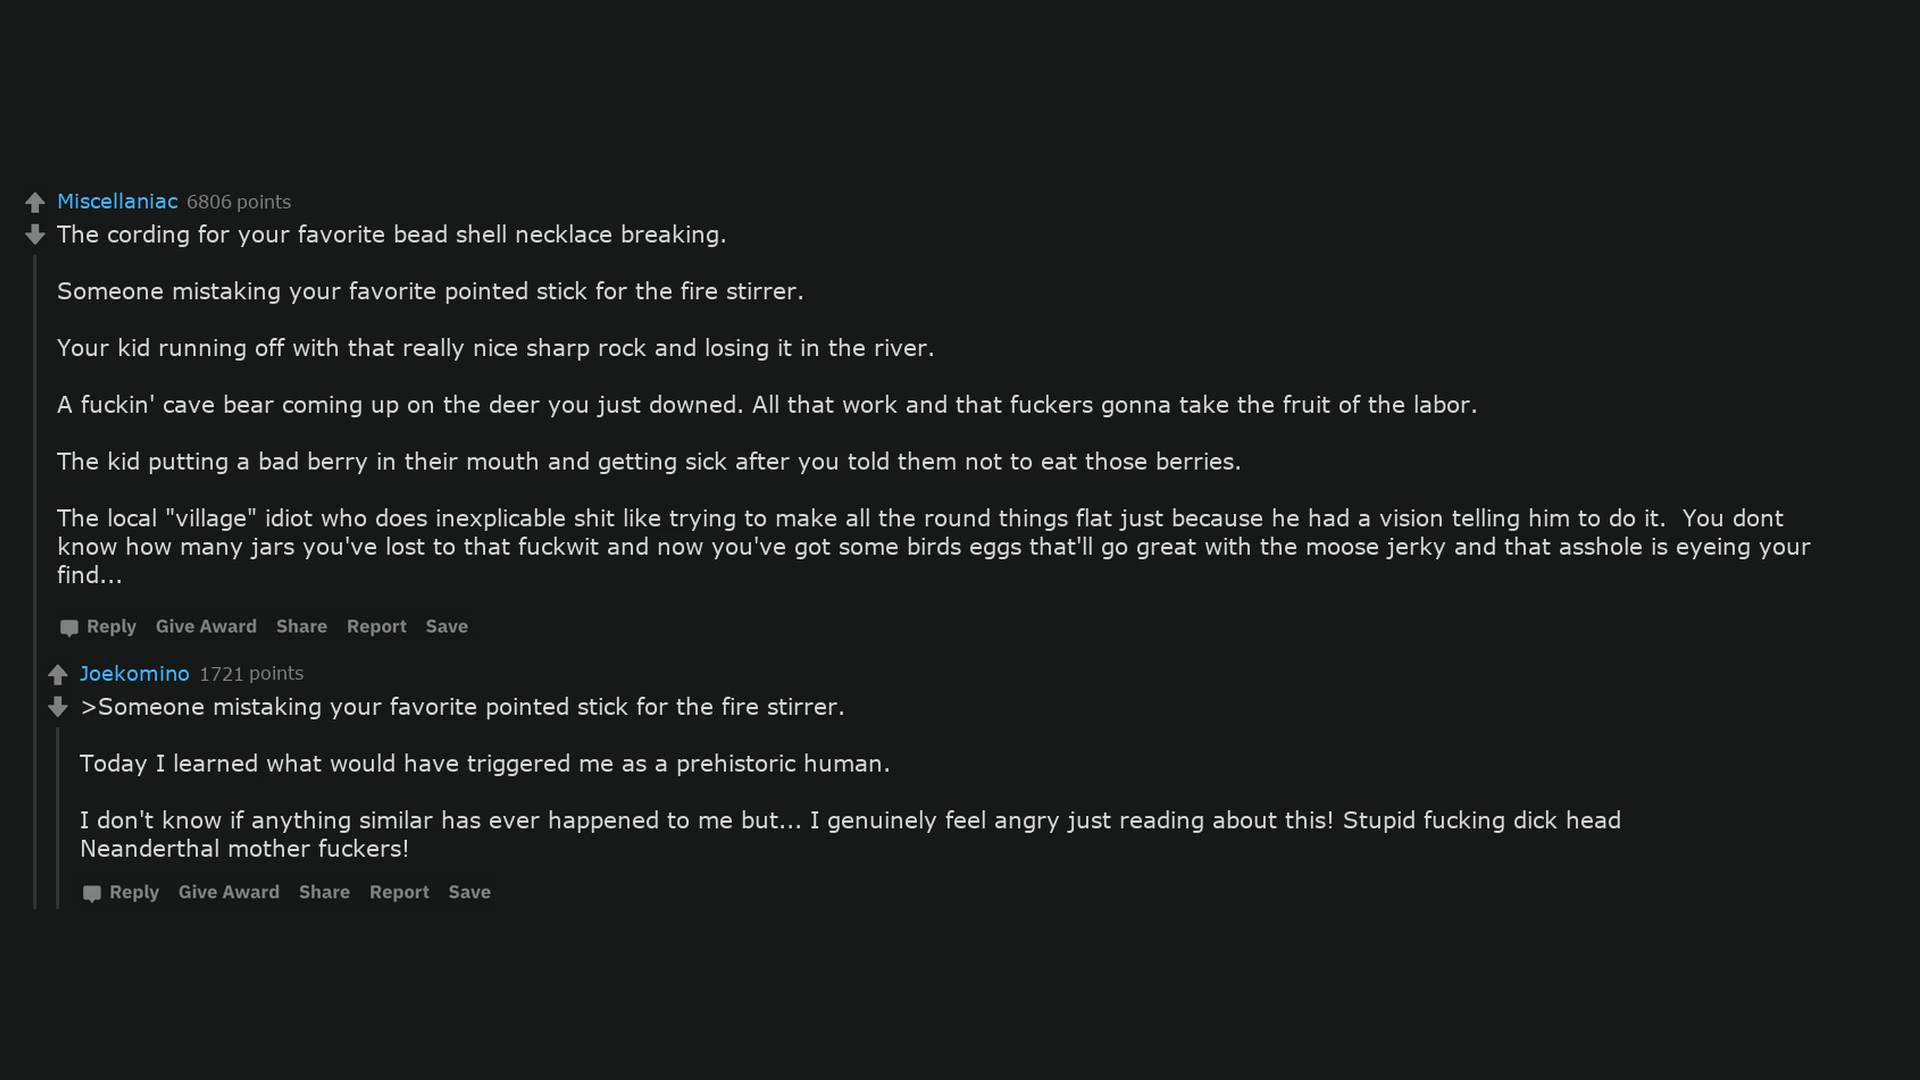 Miscellaniac 6806 points
The cording for your favorite bead shell necklace breaking.
Someone mistaking your favorite pointed stick for the fire stirrer.
Your kid running off with that really nice sharp rock and losing it in the river.
A fuckin' cave bear coming up on the deer you just downed. All that work and that fuckers gonna take the fruit of the labor.
The kid putting a bad berry in their mouth and getting sick after you told them not to eat those berries.
The local "village" idiot who does inexplicable shit like trying to make all the round things flat just because he had a vision telling him to do it.  You dont
know how many jars you've lost to that fuckwit and now you've got some birds eggs that'll go great with the moose jerky and that asshole is eyeing your
find...
Reply Give Award Share Report Save
Joekomino 1721 points
>Someone mistaking your favorite pointed stick for the fire stirrer.
Today I learned what would have triggered me as a prehistoric human.
I don't know if anything similar has ever happened to me but... I genuinely feel angry just reading about this! Stupid fucking dick head
Neanderthal mother fuckers!
Reply Give Award Share Report Save